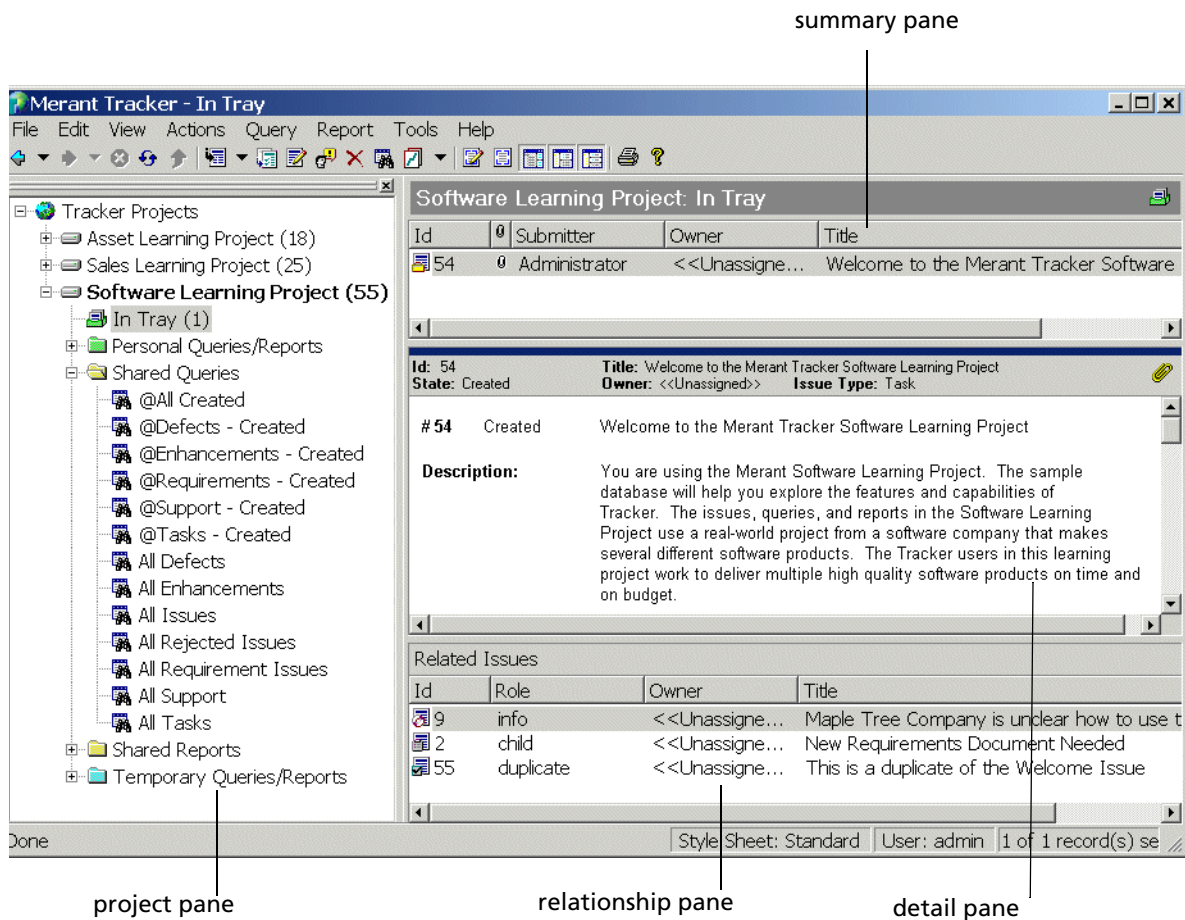 summary pane
Merant Tracker - In Tray
File Edit View Actions Query Report Tools Help
Tracker Projects
Asset Learning Project (18)
Sales Learning Project (25)
Software Learning Project (55)
In Tray (1)
Personal Queries/Reports
Shared Queries
@All Created
@Defects - Created
@Enhancements - Created
@Requirements - Created
@Support - Created
@Tasks - Created
All Defects
All Enhancements
All Issues
All Rejected Issues
All Requirement Issues
All Support
All Tasks
Shared Reports
Temporary Queries/Reports
Software Learning Project: In Tray
Id Submitter Owner Title
54 Administrator <<Unassigne... Welcome to the Merant Tracker Software
Id: 54 Title: Welcome to the Merant Tracker Software Learning Project
State: Created Owner: <<Unassigned>> Issue Type: Task
# 54 Created Welcome to the Merant Tracker Software Learning Project
Description: You are using the Merant Software Learning Project. The sample
database will help you explore the features and capabilities of
Tracker. The issues, queries, and reports in the Software Learning
Project use a real-world project from a software company that makes
several different software products. The Tracker users in this learning
project work to deliver multiple high quality software products on time and
on budget.
Related Issues
Id Role Owner Title
9 info <<Unassigne... Maple Tree Company is unclear how to use t
2 child <<Unassigne... New Requirements Document Needed
55 duplicate <<Unassigne... This is a duplicate of the Welcome Issue
Done Style Sheet: Standard User: admin 1 of 1 record(s) se
project pane relationship pane detail pane